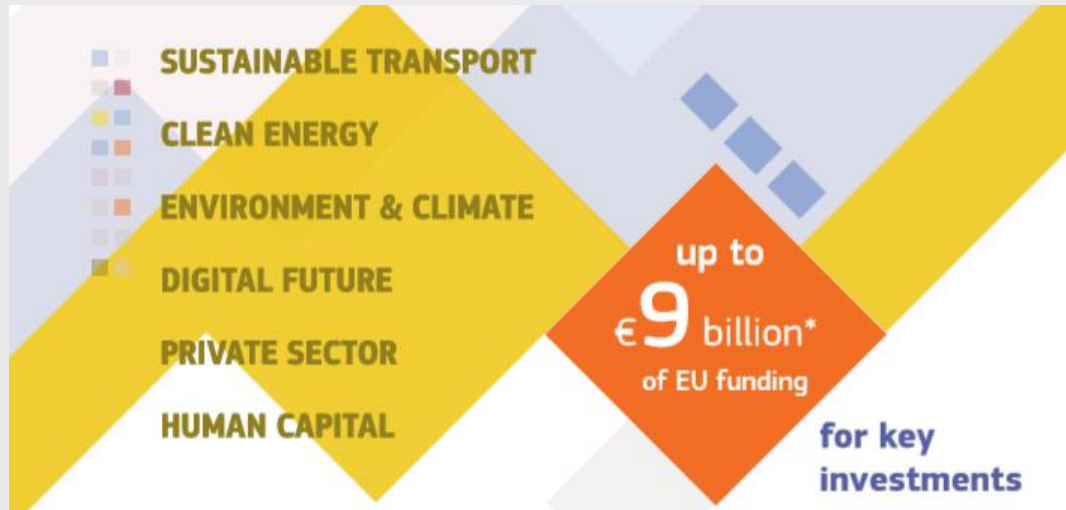 SUSTAINABLE TRANSPORT
CLEAN ENERGY
ENVIRONMENT & CLIMATE
DIGITAL FUTURE
PRIVATE SECTOR
HUMAN CAPITAL
up to
€9 billion*
of EU funding
for key
investments